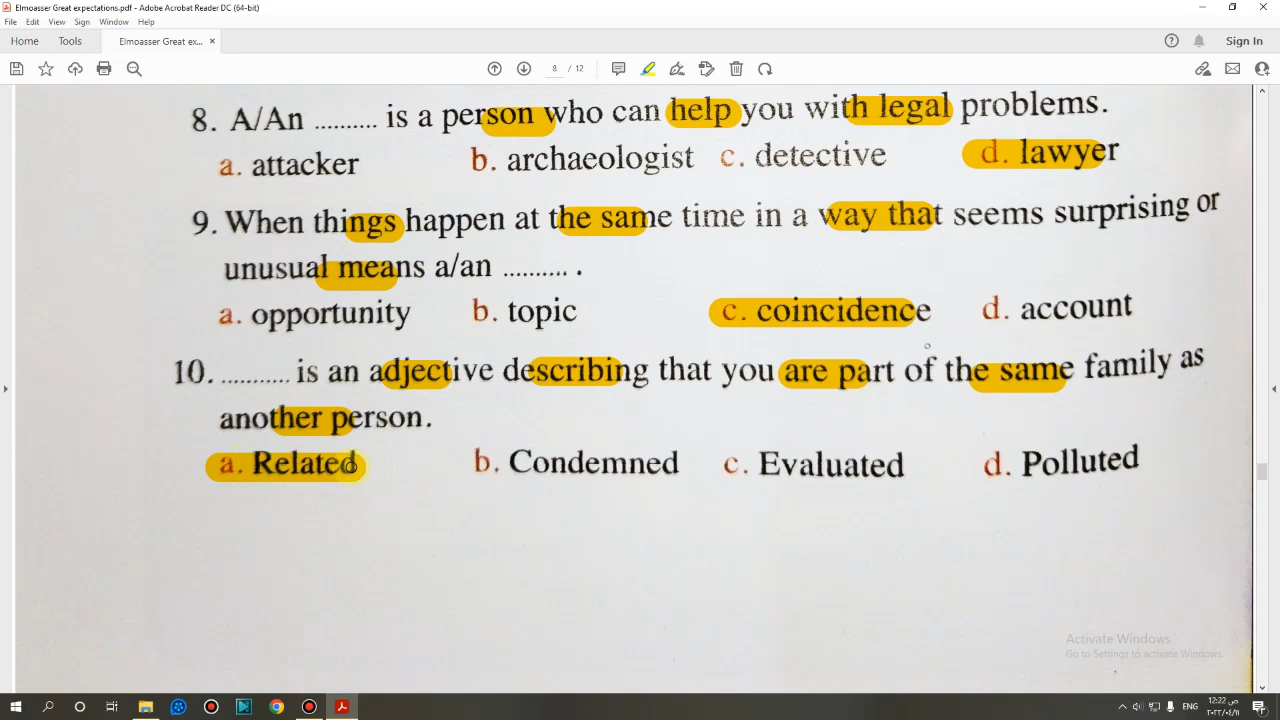 Elmoasser Great expectations.pdf - Adobe Acrobat Reader DC (64-bit)
File Edit View Sign Window Help
Home Tools Elmoasser Great ex... × Sign In
8 / 12
8. A/An .......... is a person who can help you with legal problems.
a. attacker b. archaeologist c. detective d. lawyer
9. When things happen at the same time in a way that seems surprising or
unusual means a/an .......... .
a. opportunity b. topic c. coincidence d. account
10. ........... is an adjective describing that you are part of the same family as
another person.
a. Related b. Condemned c. Evaluated d. Polluted
Activate Windows
Go to Settings to activate Windows.
ENG 12:22 ص